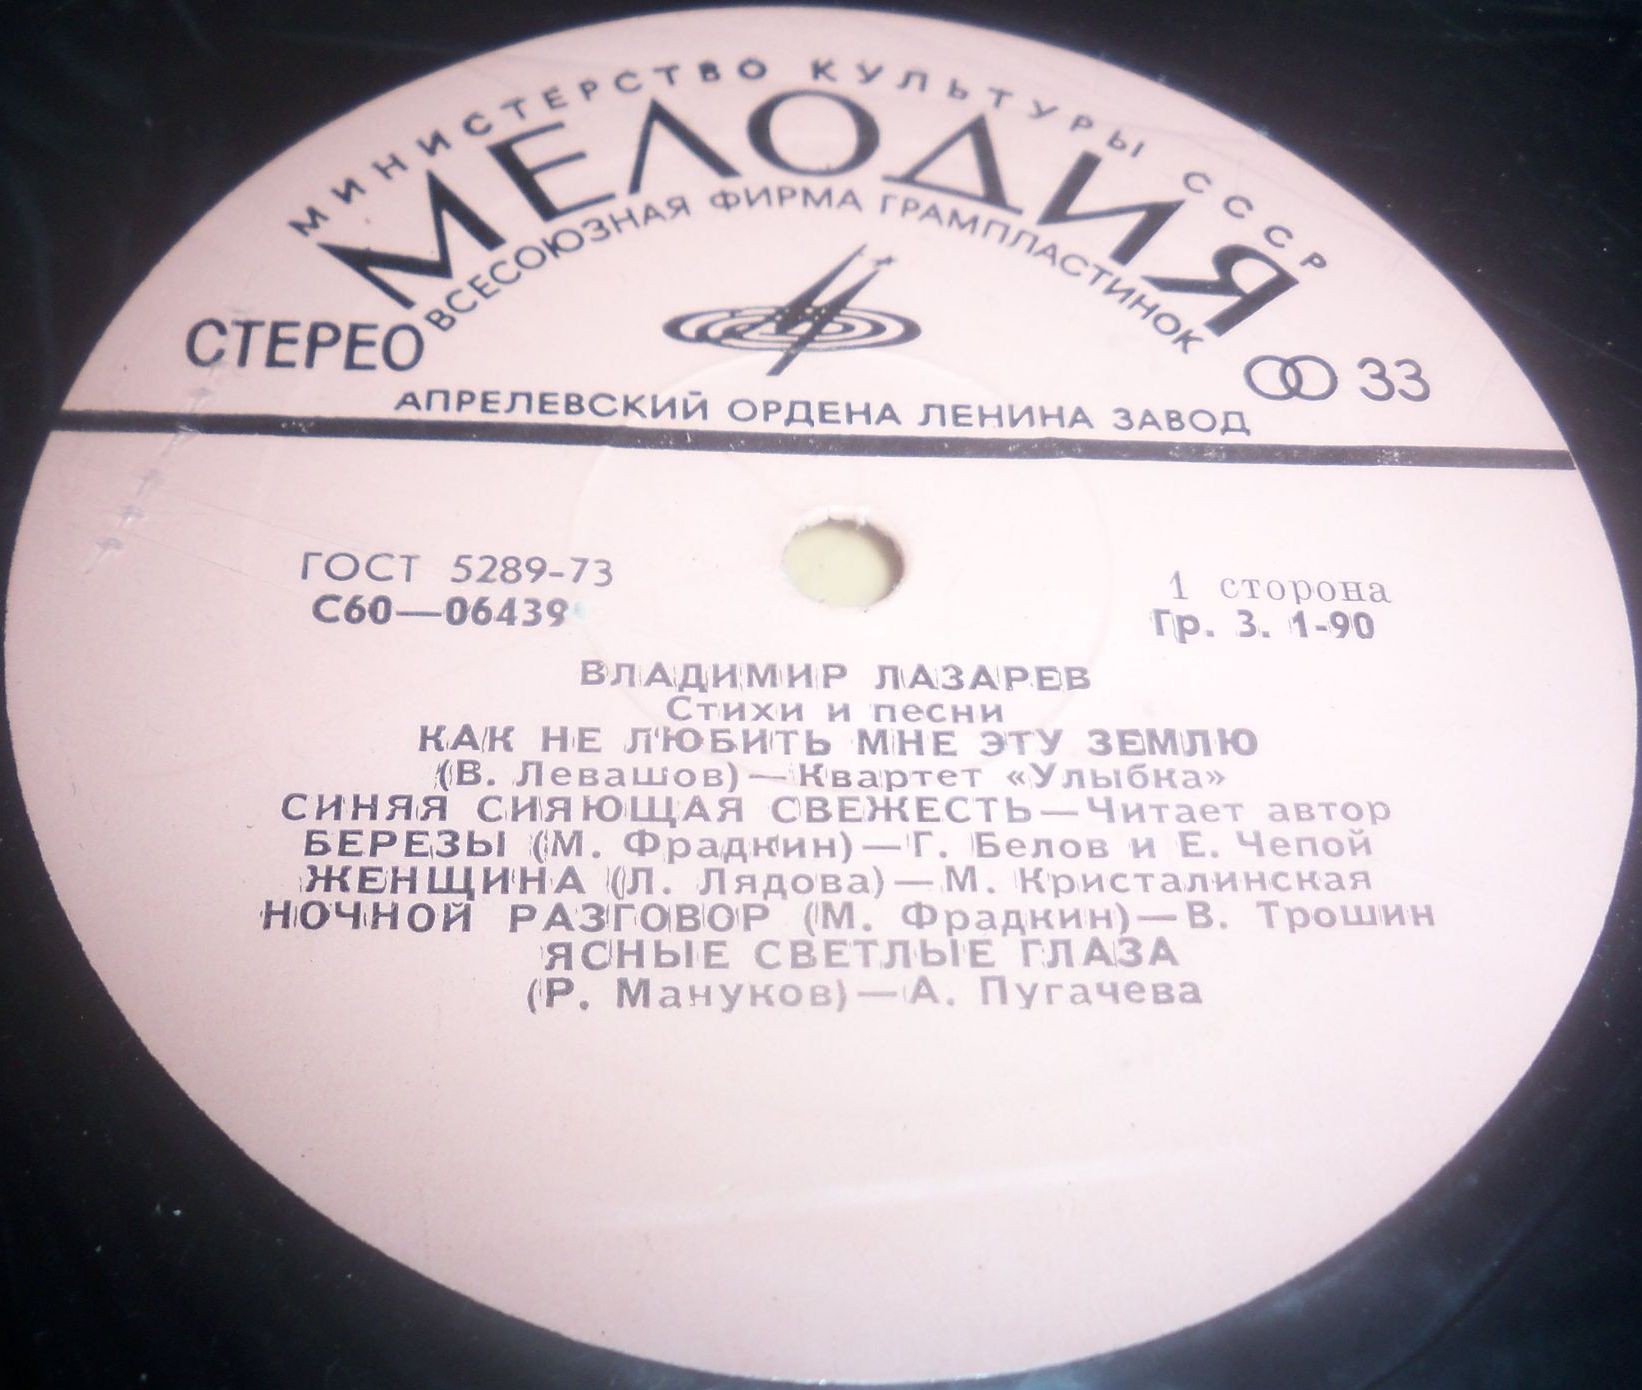 МИНИСТЕРСТВО КУЛЬТУРЫ СССР
МЕЛОДИЯ
ВСЕСОЮЗНАЯ ФИРМА ГРАМПЛАСТИНОК
СТЕРЕО
33
АПРЕЛЕВСКИЙ ОРДЕНА ЛЕНИНА ЗАВОД
ГОСТ 5289-73
1 сторона
С60—06439
Гр. 3. 1-90
ВЛАДИМИР ЛАЗАРЕВ
Стихи и песни
КАК НЕ ЛЮБИТЬ МНЕ ЭТУ ЗЕМЛЮ
(В. Левашов)—Квартет «Улыбка»
СИНЯЯ СИЯЮЩАЯ СВЕЖЕСТЬ—Читает автор
БЕРЕЗЫ (М. Фрадкин)—Г. Белов и Е. Чепой
ЖЕНЩИНА (Л. Лядова)—М. Кристалинская
НОЧНОЙ РАЗГОВОР (М. Фрадкин)—В. Трошин
ЯСНЫЕ СВЕТЛЫЕ ГЛАЗА
(Р. Мануков)—А. Пугачева